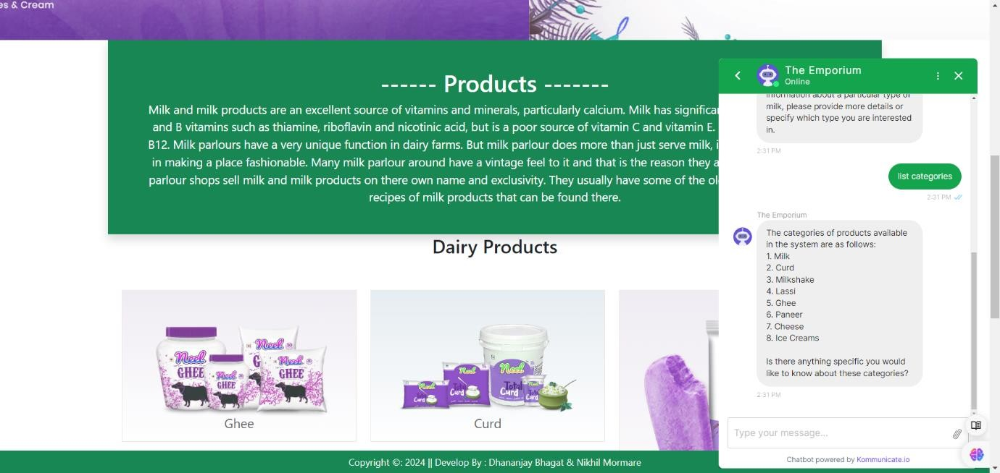 es & Cream
------ Products -------
Milk and milk products are an excellent source of vitamins and minerals, particularly calcium. Milk has significan
and B vitamins such as thiamine, riboflavin and nicotinic acid, but is a poor source of vitamin C and vitamin E.
B12. Milk parlours have a very unique function in dairy farms. But milk parlour does more than just serve milk, i
in making a place fashionable. Many milk parlour around have a vintage feel to it and that is the reason they a
parlour shops sell milk and milk products on there own name and exclusivity. They usually have some of the ol
recipes of milk products that can be found there.
Dairy Products
Neel
GHEE
Neel
GHEE
Neel
Neel
GHEE
Ghee
Neel
Total
Curd
Neel
Total
Curd
Neel
Total
Curd
Curd
Curd
Copyright ©: 2024 || Develop By : Dhananjay Bhagat & Nikhil Mormare
The Emporium
Online
information about a particular type of
milk, please provide more details or
specify which type you are interested
in.
2:31 PM
list categories
2:31 PM
The Emporium
The categories of products available
in the system are as follows:
1. Milk
2. Curd
3. Milkshake
4. Lassi
5. Ghee
6. Paneer
7. Cheese
8. Ice Creams
Is there anything specific you would
like to know about these categories?
2:31 PM
Type your message...
Chatbot powered by Kommunicate.io